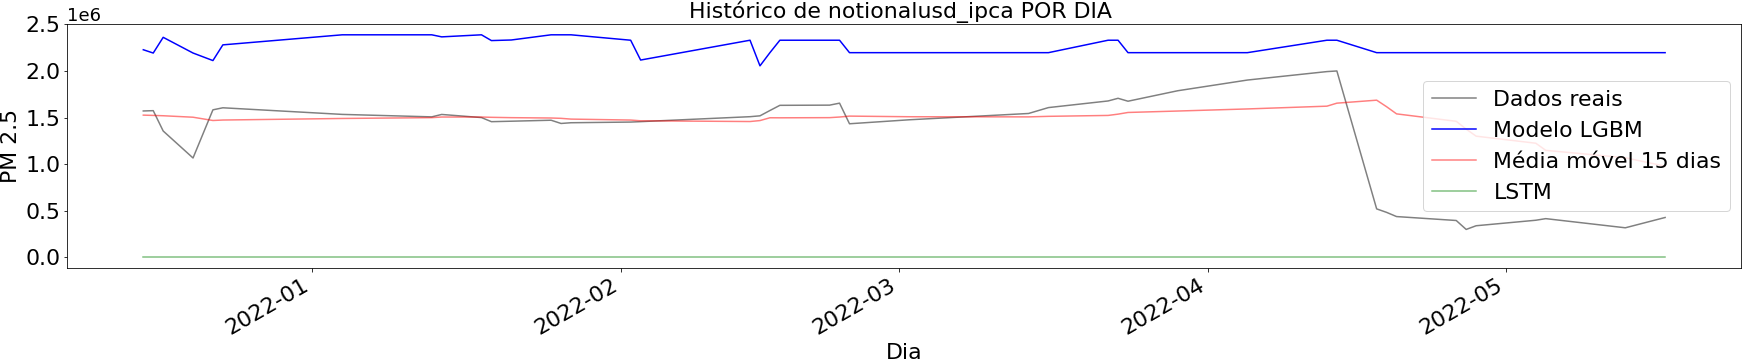 Histórico de notionalusd_ipca POR DIA
1e6
2.5
2.0
1.5
1.0
0.5
0.0
PM 2.5
Dados reais
Modelo LGBM
Média móvel 15 dias
LSTM
2022-01
2022-02
2022-03
2022-04
2022-05
Dia